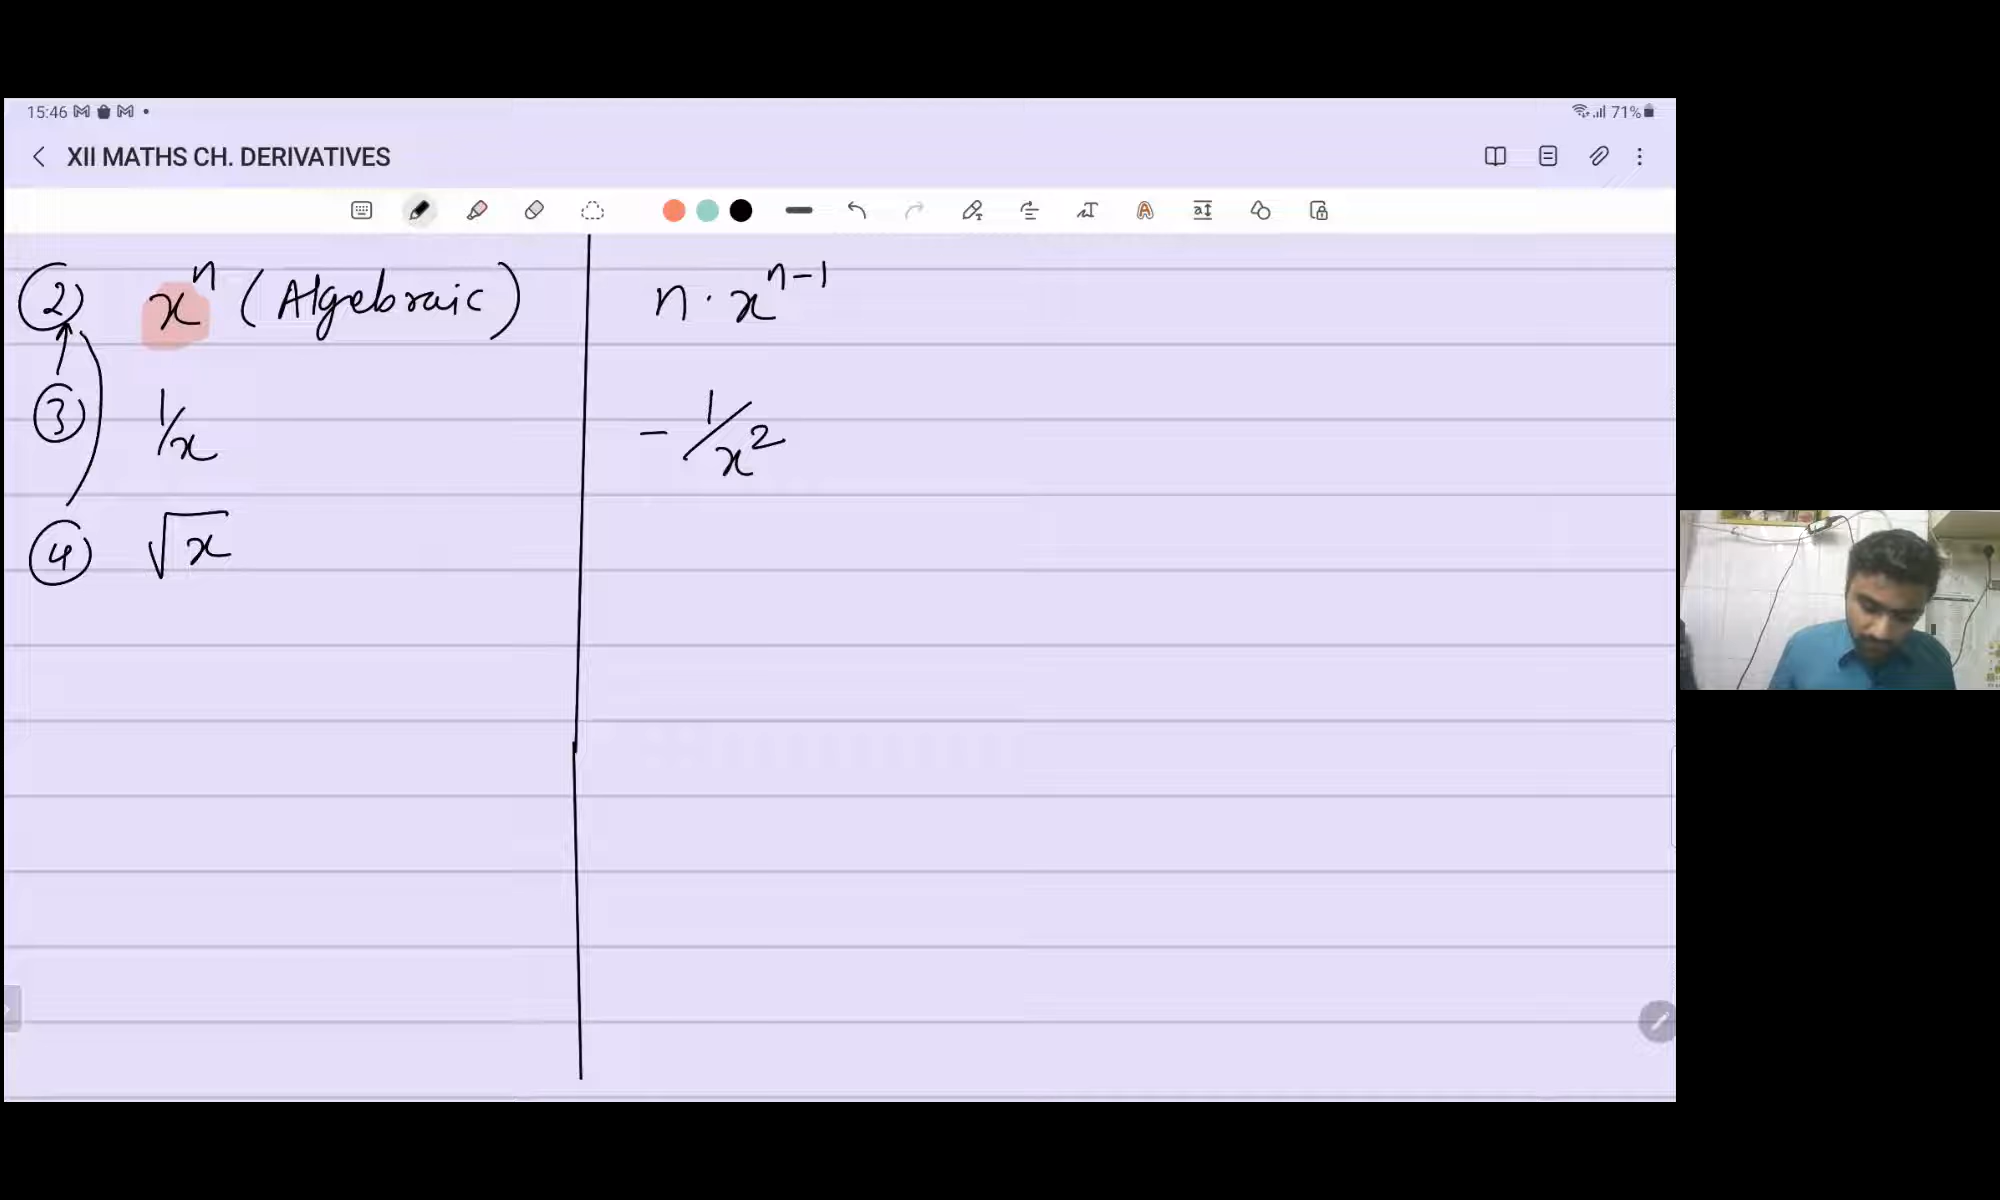 15:46 71%
XII MATHS CH. DERIVATIVES
② xⁿ (Algebraic) n · xⁿ⁻¹
③ 1/x - 1/x²
④ √x